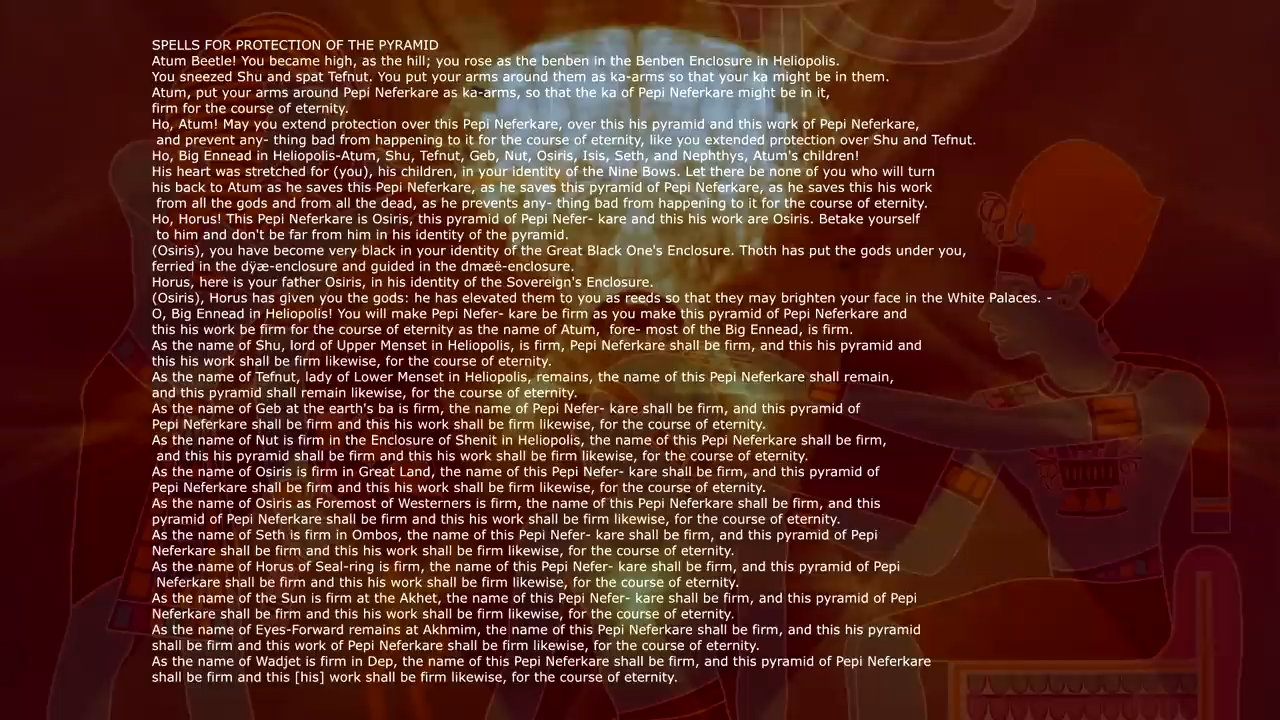 SPELLS FOR PROTECTION OF THE PYRAMID
Atum Beetle! You became high, as the hill; you rose as the benben in the Benben Enclosure in Heliopolis.
You sneezed Shu and spat Tefnut. You put your arms around them as ka-arms so that your ka might be in them.
Atum, put your arms around Pepi Neferkare as ka-arms, so that the ka of Pepi Neferkare might be in it,
firm for the course of eternity.
Ho, Atum! May you extend protection over this Pepi Neferkare, over this his pyramid and this work of Pepi Neferkare,
and prevent any- thing bad from happening to it for the course of eternity, like you extended protection over Shu and Tefnut.
Ho, Big Ennead in Heliopolis-Atum, Shu, Tefnut, Geb, Nut, Osiris, Isis, Seth, and Nephthys, Atum's children!
His heart was stretched for (you), his children, in your identity of the Nine Bows. Let there be none of you who will turn
his back to Atum as he saves this Pepi Neferkare, as he saves this pyramid of Pepi Neferkare, as he saves this his work
from all the gods and from all the dead, as he prevents any- thing bad from happening to it for the course of eternity.
Ho, Horus! This Pepi Neferkare is Osiris, this pyramid of Pepi Nefer- kare and this his work are Osiris. Betake yourself
to him and don't be far from him in his identity of the pyramid.
(Osiris), you have become very black in your identity of the Great Black One's Enclosure. Thoth has put the gods under you,
ferried in the dÿæ-enclosure and guided in the dmæë-enclosure.
Horus, here is your father Osiris, in his identity of the Sovereign's Enclosure.
(Osiris), Horus has given you the gods: he has elevated them to you as reeds so that they may brighten your face in the White Palaces. -
O, Big Ennead in Heliopolis! You will make Pepi Nefer- kare be firm as you make this pyramid of Pepi Neferkare and
this his work be firm for the course of eternity as the name of Atum, fore- most of the Big Ennead, is firm.
As the name of Shu, lord of Upper Menset in Heliopolis, is firm, Pepi Neferkare shall be firm, and this his pyramid and
this his work shall be firm likewise, for the course of eternity.
As the name of Tefnut, lady of Lower Menset in Heliopolis, remains, the name of this Pepi Neferkare shall remain,
and this pyramid shall remain likewise, for the course of eternity.
As the name of Geb at the earth's ba is firm, the name of Pepi Nefer- kare shall be firm, and this pyramid of
Pepi Neferkare shall be firm and this his work shall be firm likewise, for the course of eternity.
As the name of Nut is firm in the Enclosure of Shenit in Heliopolis, the name of this Pepi Neferkare shall be firm,
and this his pyramid shall be firm and this his work shall be firm likewise, for the course of eternity.
As the name of Osiris is firm in Great Land, the name of this Pepi Nefer- kare shall be firm, and this pyramid of
Pepi Neferkare shall be firm and this his work shall be firm likewise, for the course of eternity.
As the name of Osiris as Foremost of Westerners is firm, the name of this Pepi Neferkare shall be firm, and this
pyramid of Pepi Neferkare shall be firm and this his work shall be firm likewise, for the course of eternity.
As the name of Seth is firm in Ombos, the name of this Pepi Nefer- kare shall be firm, and this pyramid of Pepi
Neferkare shall be firm and this his work shall be firm likewise, for the course of eternity.
As the name of Horus of Seal-ring is firm, the name of this Pepi Nefer- kare shall be firm, and this pyramid of Pepi
Neferkare shall be firm and this his work shall be firm likewise, for the course of eternity.
As the name of the Sun is firm at the Akhet, the name of this Pepi Nefer- kare shall be firm, and this pyramid of Pepi
Neferkare shall be firm and this his work shall be firm likewise, for the course of eternity.
As the name of Eyes-Forward remains at Akhmim, the name of this Pepi Neferkare shall be firm, and this his pyramid
shall be firm and this work of Pepi Neferkare shall be firm likewise, for the course of eternity.
As the name of Wadjet is firm in Dep, the name of this Pepi Neferkare shall be firm, and this pyramid of Pepi Neferkare
shall be firm and this [his] work shall be firm likewise, for the course of eternity.